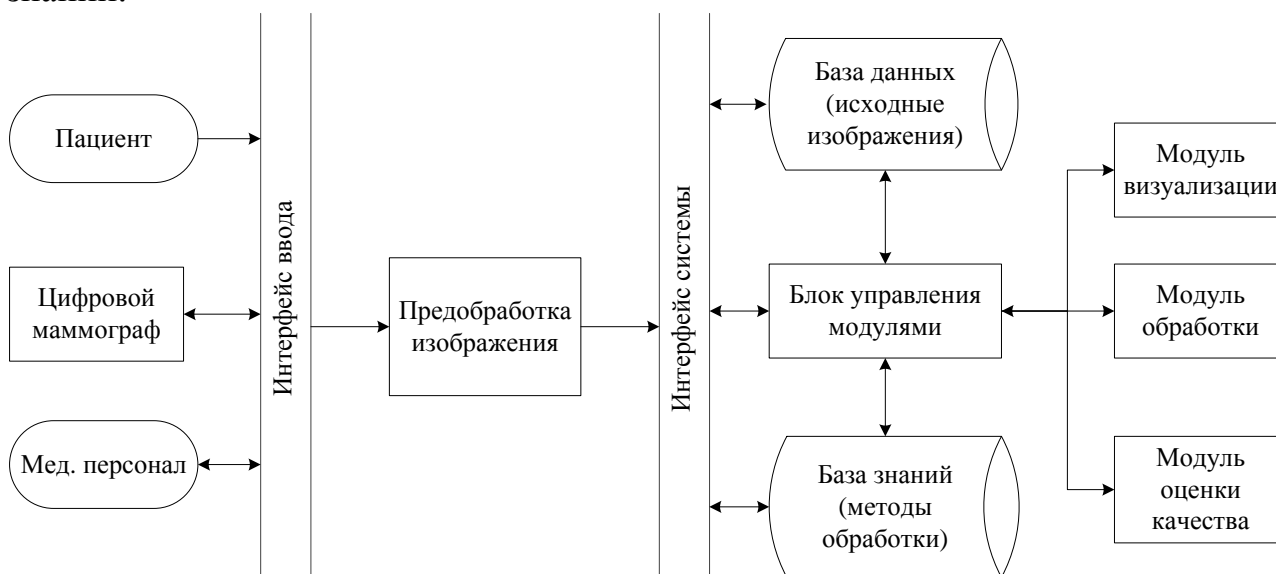 Пациент
Цифровой
маммограф
Мед. персонал
Интерфейс ввода
Предобработка
изображения
Интерфейс системы
База данных
(исходные
изображения)
Блок управления
модулями
База знаний
(методы
обработки)
Модуль
визуализации
Модуль
обработки
Модуль
оценки
качества